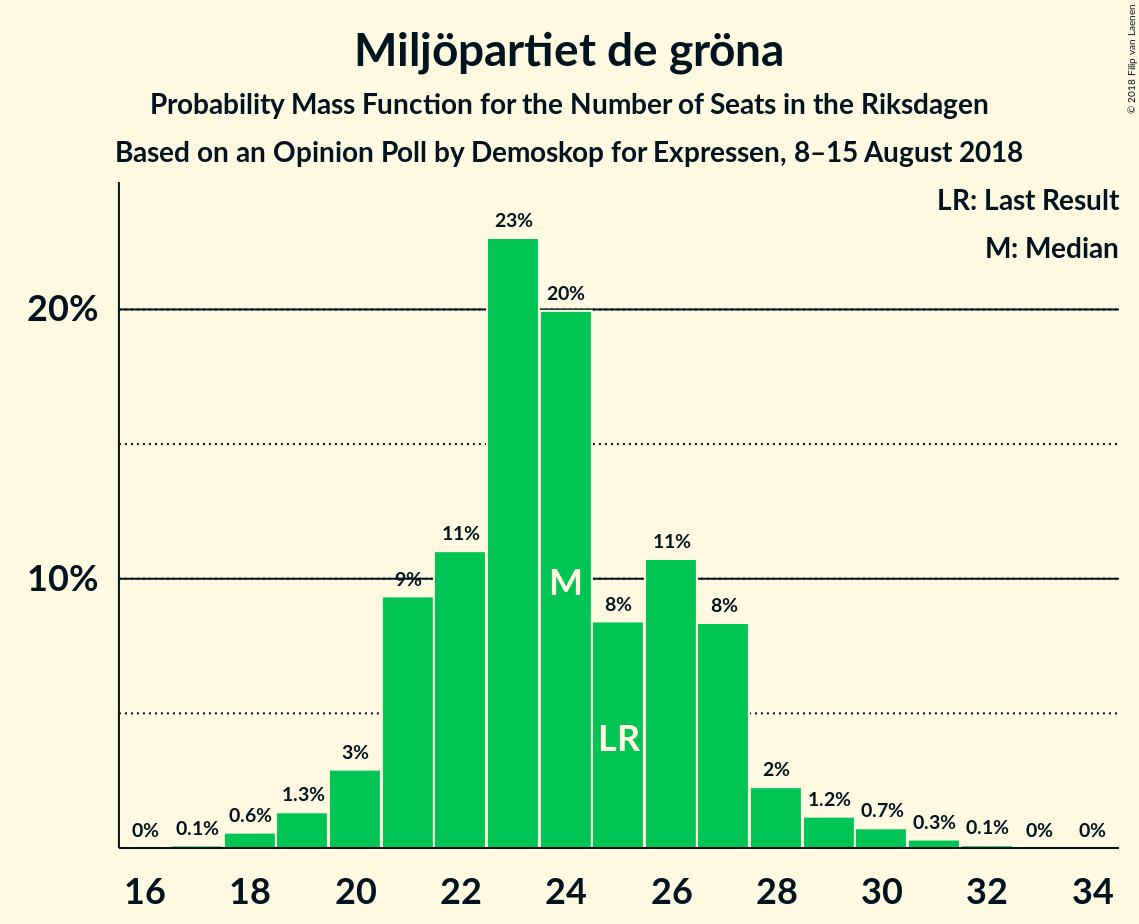 Miljöpartiet de gröna
Probability Mass Function for the Number of Seats in the Riksdagen
Based on an Opinion Poll by Demoskop for Expressen, 8–15 August 2018
© 2018 Filip van Laenen
LR: Last Result
M: Median
20%
10%
0%
0.1%
0.6%
1.3%
3%
9%
11%
23%
20%
8%
11%
8%
2%
1.2%
0.7%
0.3%
0.1%
0%
0%
M
LR
16 18 20 22 24 26 28 30 32 34